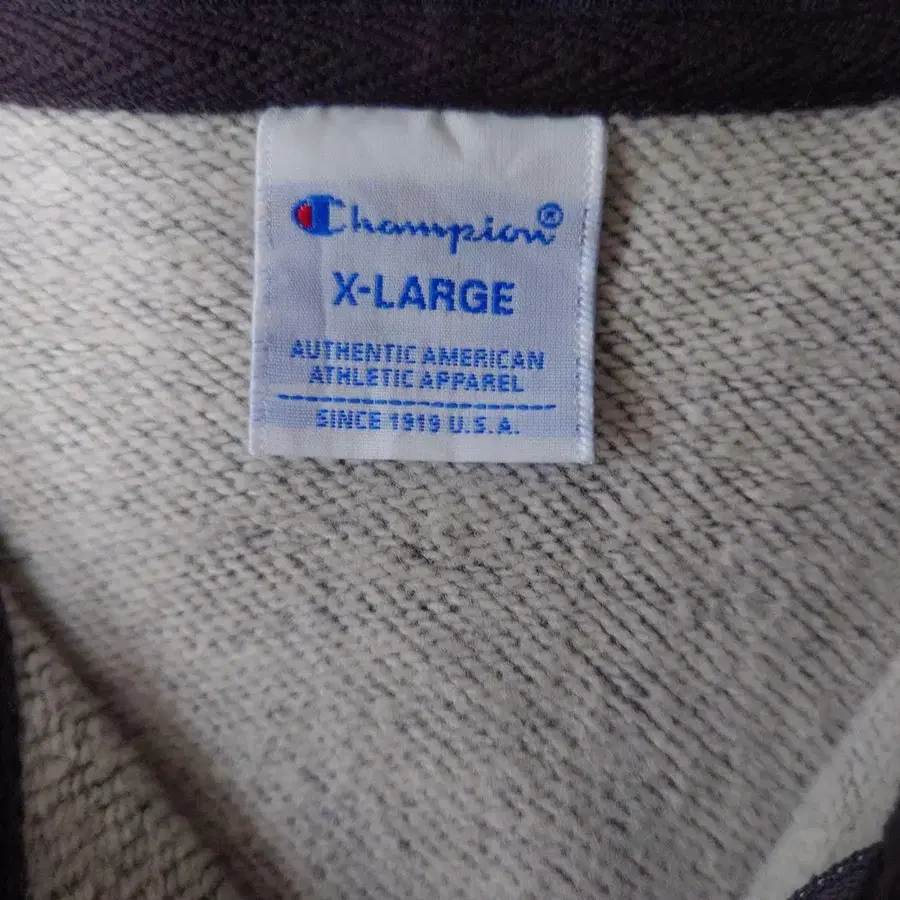 Champion®
X-LARGE
AUTHENTIC AMERICAN
ATHLETIC APPAREL
SINCE 1919 U.S.A.